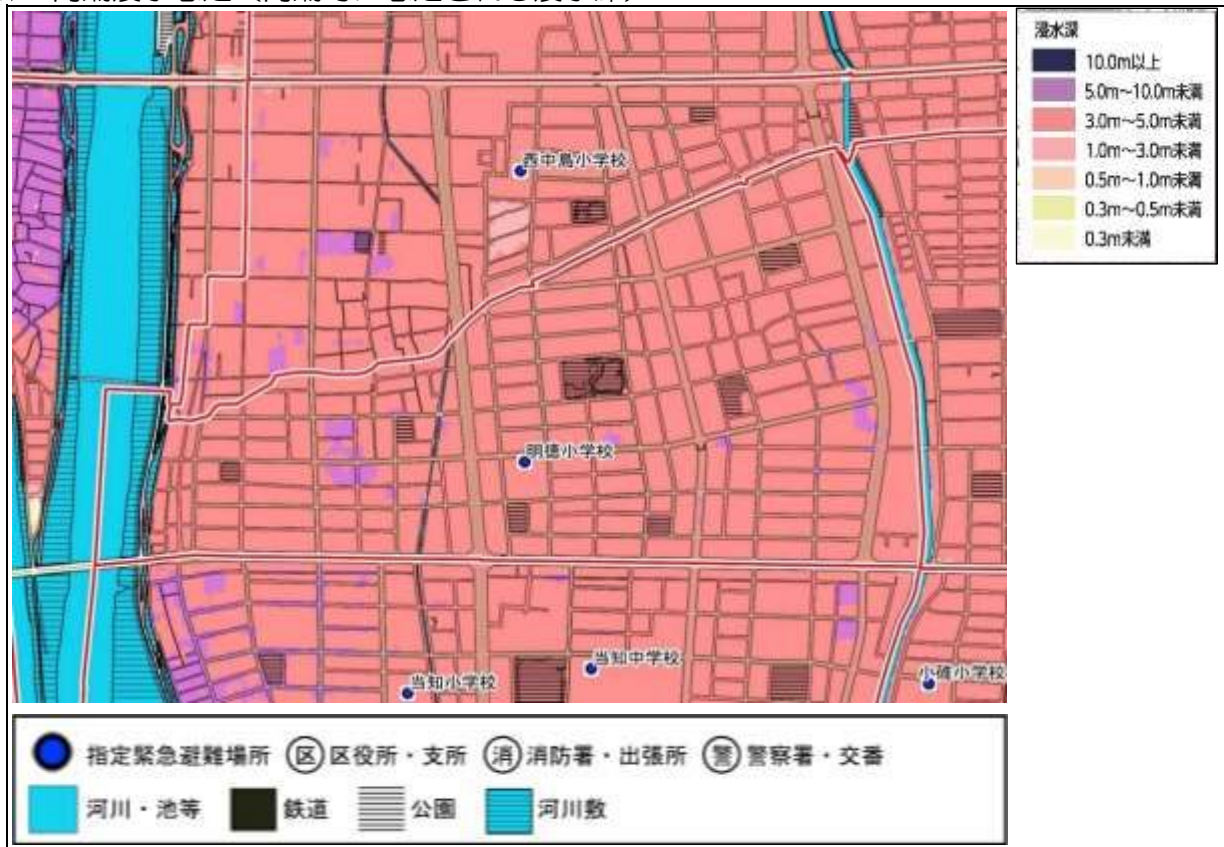 浸水深
10.0m以上
5.0m～10.0m未満
3.0m～5.0m未満
1.0m～3.0m未満
0.5m～1.0m未満
0.3m～0.5m未満
0.3m未満
西中島小学校
明徳小学校
当知中学校
当知小学校
小碓小学校
指定緊急避難場所 区 区役所・支所 消 消防署・出張所 警 警察署・交番
河川・池等 鉄道 公園 河川敷